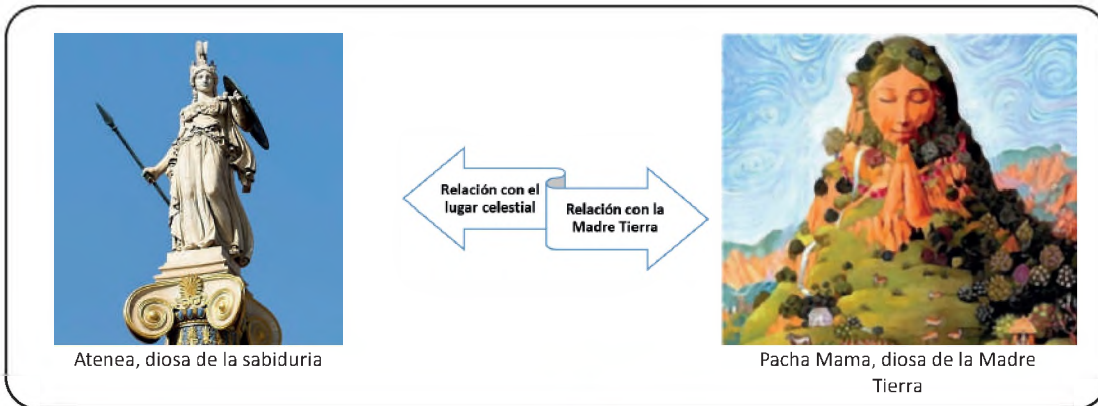 Relación con el
lugar celestial
Relación con la
Madre Tierra
Atenea, diosa de la sabiduria
Pacha Mama, diosa de la Madre
Tierra